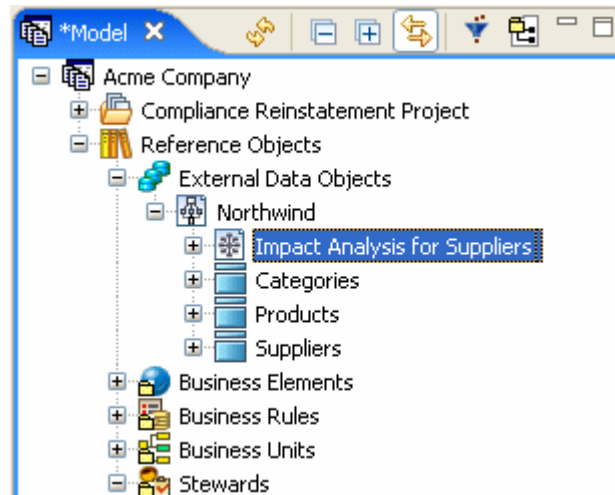 *Model
Acme Company
Compliance Reinstatement Project
Reference Objects
External Data Objects
Northwind
Impact Analysis for Suppliers
Categories
Products
Suppliers
Business Elements
Business Rules
Business Units
Stewards